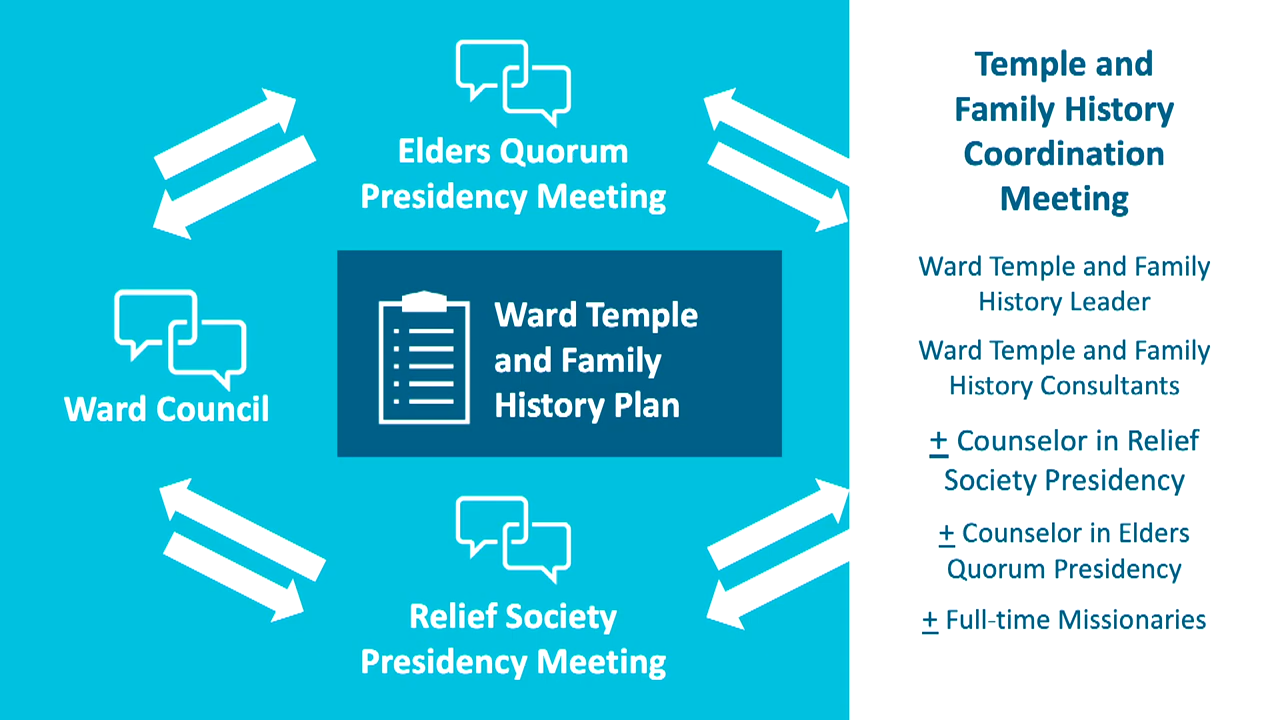 Elders Quorum
Presidency Meeting
Ward Council
Ward Temple
and Family
History Plan
Relief Society
Presidency Meeting
Temple and
Family History
Coordination
Meeting
Ward Temple and Family
History Leader
Ward Temple and Family
History Consultants
+ Counselor in Relief
Society Presidency
+ Counselor in Elders
Quorum Presidency
+ Full-time Missionaries